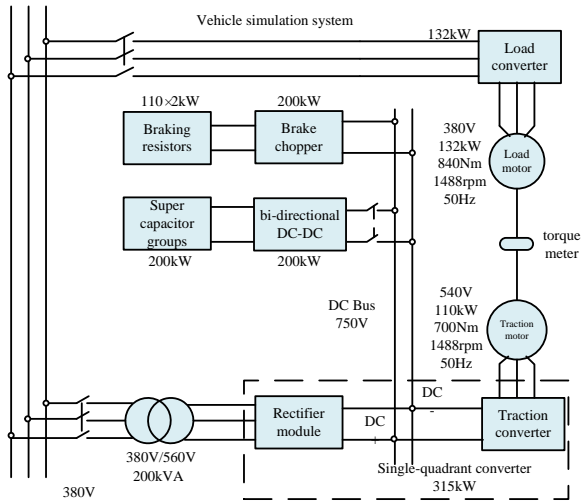 Vehicle simulation system
132kW
Load
converter
110×2kW
200kW
Braking
resistors
Brake
chopper
380V
132kW
840Nm
1488rpm
50Hz
Load
motor
Super
capacitor
groups
bi-directional
DC-DC
200kW
200kW
torque
meter
DC Bus
750V
540V
110kW
700Nm
1488rpm
50Hz
Traction
motor
DC
-
Rectifier
module
DC
+
Traction
converter
380V/560V
200kVA
Single-quadrant converter
315kW
380V